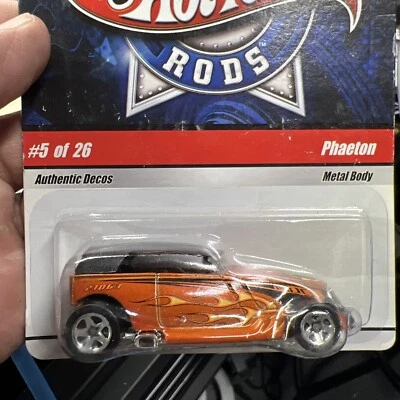 RODS
#5 of 26
Phaeton
Authentic Decos
Metal Body